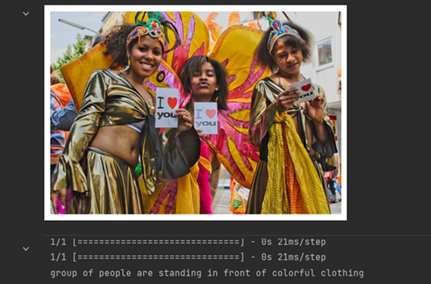 I ❤ you
I ❤ you
1/1 [==============================] - 0s 21ms/step
1/1 [==============================] - 0s 21ms/step
group of people are standing in front of colorful clothing